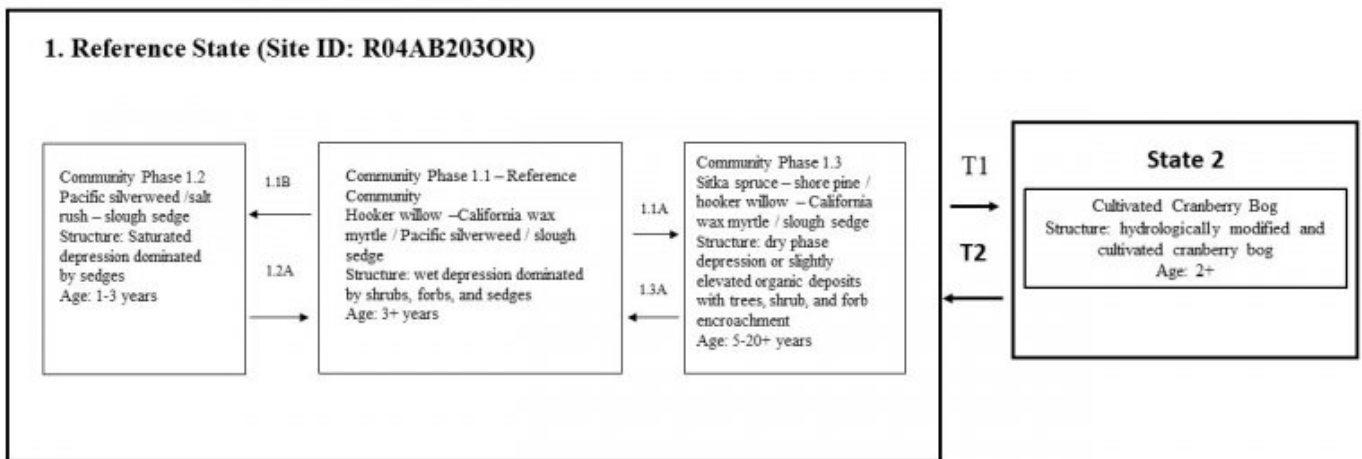 1. Reference State (Site ID: R04AB203OR)
Community Phase 1.2
Pacific silverweed /salt
rush – slough sedge
Structure: Saturated
depression dominated
by sedges
Age: 1-3 years
1.1B
1.2A
Community Phase 1.1 – Reference
Community
Hooker willow –California wax
myrtle / Pacific silverweed / slough
sedge
Structure: wet depression dominated
by shrubs, forbs, and sedges
Age: 3+ years
1.1A
1.3A
Community Phase 1.3
Sitka spruce – shore pine /
hooker willow – California
wax myrtle / slough sedge
Structure: dry phase
depression or slightly
elevated organic deposits
with trees, shrub, and forb
encroachment
Age: 5-20+ years
T1
T2
State 2
Cultivated Cranberry Bog
Structure: hydrologically modified and
cultivated cranberry bog
Age: 2+